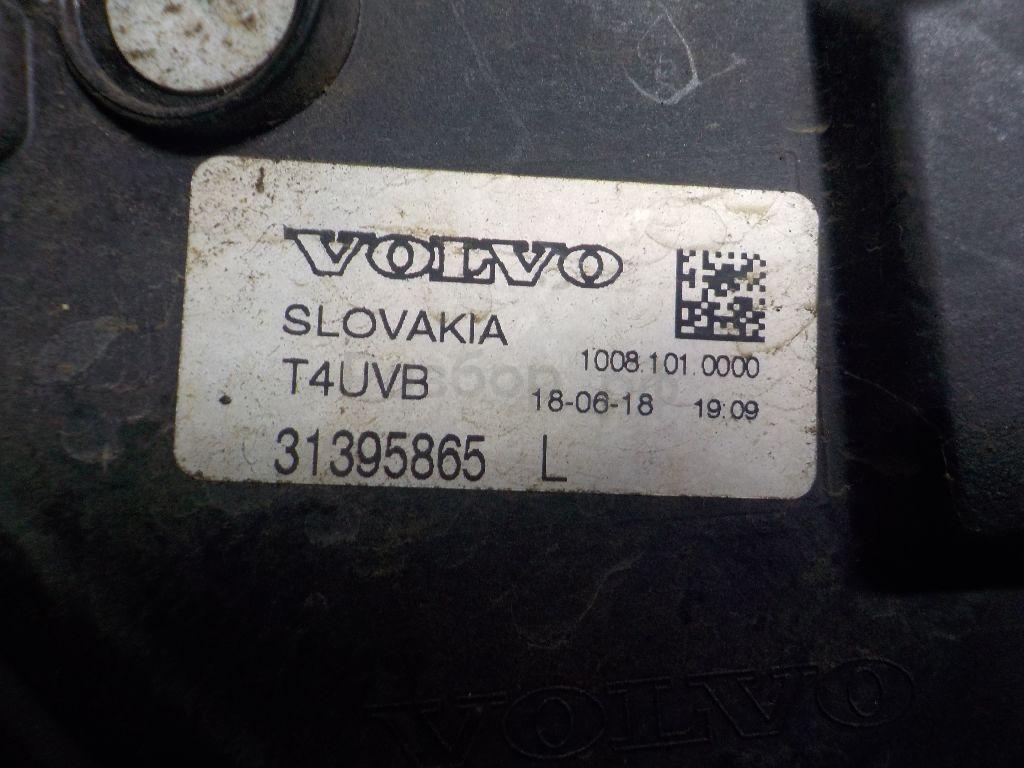 VOLVO
SLOVAKIA
1008.101.0000
T4UVB
18-06-18 19:09
31395865 L
VOLVO